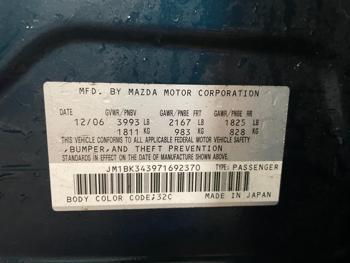 MFD. BY MAZDA MOTOR CORPORATION
DATE GVWR/PNBV GAWR/PNBE FRT GAWR/PNBE RR
12/06 3993 LB 2167 LB 1825 LB
1811 KG 983 KG 828 KG
THIS VEHICLE CONFORMS TO ALL APPLICABLE FEDERAL MOTOR VEHICLE SAFETY
,BUMPER,AND THEFT PREVENTION
STANDARDS IN EFFECT ON THE DATE OF MANUFACTURE SHOWN ABOVE.
JM1BK343971692370 TYPE: PASSENGER
BODY COLOR CODE;32C MADE IN JAPAN